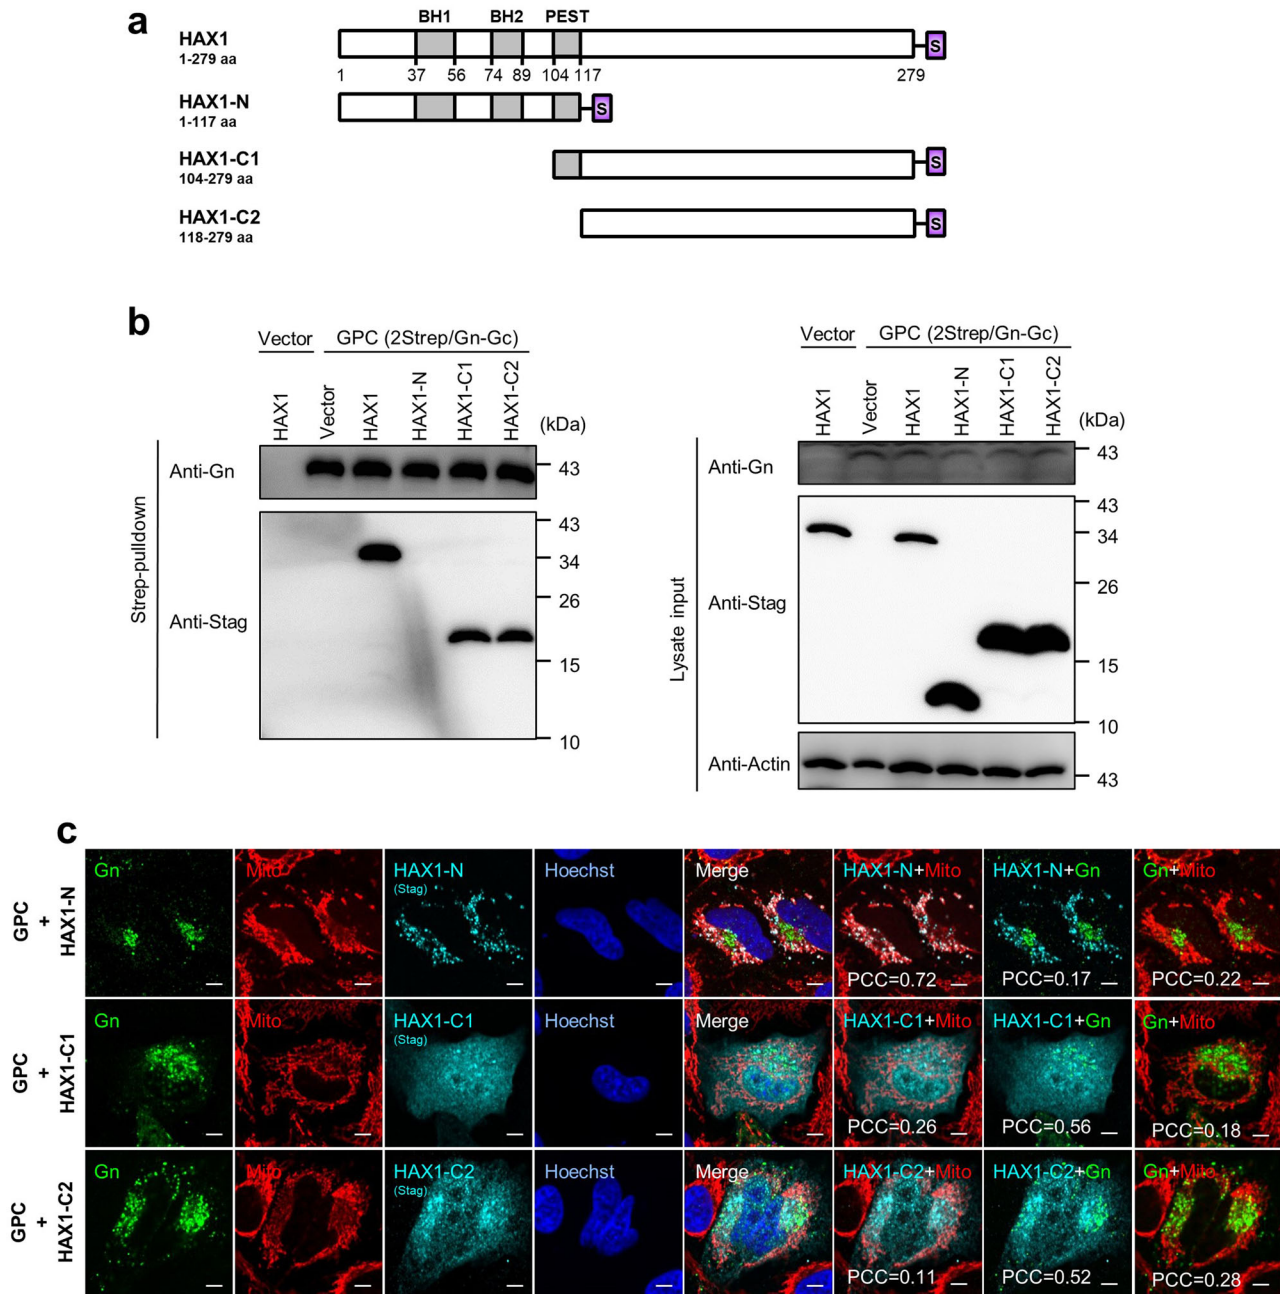 a
BH1 BH2 PEST
HAX1
1-279 aa
S
1 37 56 74 89 104 117 279
HAX1-N
1-117 aa
S
HAX1-C1
104-279 aa
S
HAX1-C2
118-279 aa
S
b
Vector GPC (2Strep/Gn-Gc)
HAX1 Vector HAX1 HAX1-N HAX1-C1 HAX1-C2 (kDa)
Strep-pulldown
Anti-Gn
43
Anti-Stag
43
34
26
15
10
Vector GPC (2Strep/Gn-Gc)
HAX1 Vector HAX1 HAX1-N HAX1-C1 HAX1-C2 (kDa)
Lysate input
Anti-Gn
43
Anti-Stag
43
34
26
15
10
Anti-Actin
43
c
GPC + HAX1-N
Gn Mito HAX1-N Hoechst Merge HAX1-N+Mito HAX1-N+Gn Gn+Mito
(Stag)
PCC=0.72 PCC=0.17 PCC=0.22
GPC + HAX1-C1
Gn Mito HAX1-C1 Hoechst Merge HAX1-C1+Mito HAX1-C1+Gn Gn+Mito
(Stag)
PCC=0.26 PCC=0.56 PCC=0.18
GPC + HAX1-C2
Gn Mito HAX1-C2 Hoechst Merge HAX1-C2+Mito HAX1-C2+Gn Gn+Mito
(Stag)
PCC=0.11 PCC=0.52 PCC=0.28